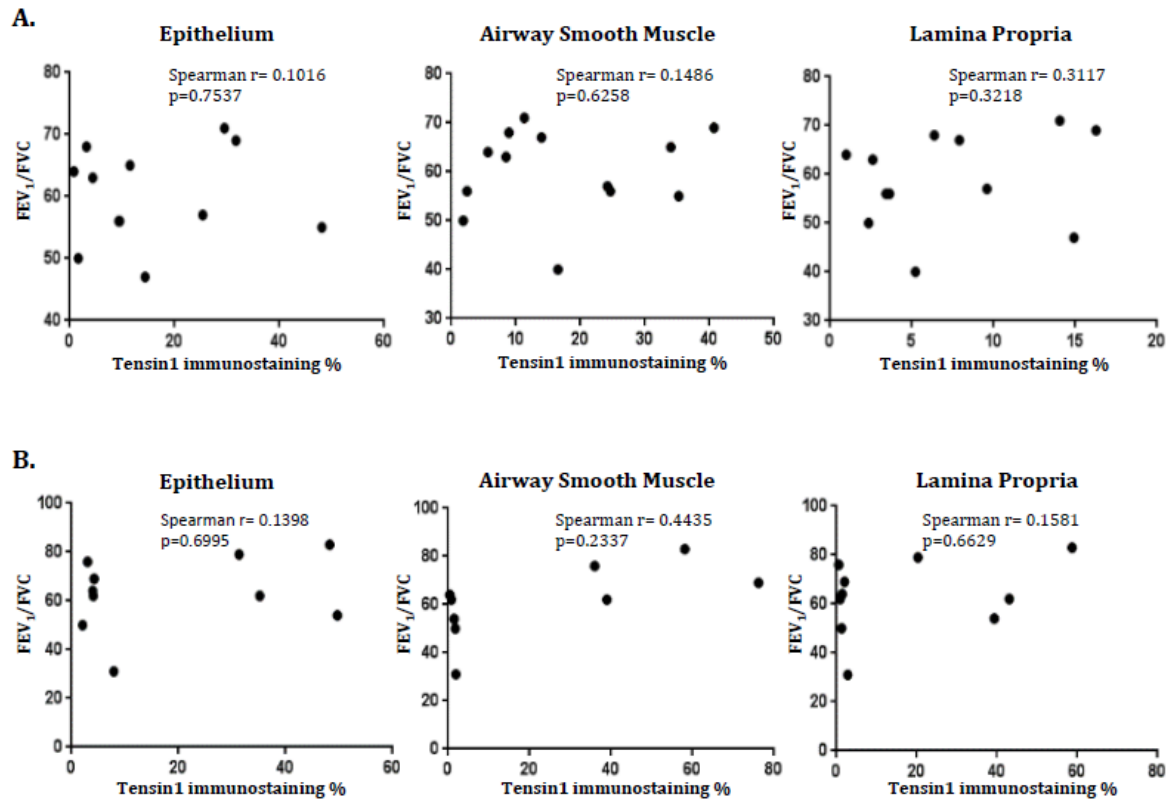 A.
Epithelium
Spearman r= 0.1016
p=0.7537
80
70
60
50
40
FEV₁/FVC
0 20 40 60
Tensin1 immunostaining %
Airway Smooth Muscle
Spearman r= 0.1486
p=0.6258
80
70
60
50
40
30
FEV₁/FVC
0 10 20 30 40 50
Tensin1 immunostaining %
Lamina Propria
Spearman r= 0.3117
p=0.3218
80
70
60
50
40
30
FEV₁/FVC
0 5 10 15 20
Tensin1 immunostaining %
B.
Epithelium
Spearman r= 0.1398
p=0.6995
100
80
60
40
20
0
FEV₁/FVC
0 20 40 60
Tensin1 immunostaining %
Airway Smooth Muscle
Spearman r= 0.4435
p=0.2337
100
80
60
40
20
0
FEV₁/FVC
0 20 40 60 80
Tensin1 immunostaining %
Lamina Propria
Spearman r= 0.1581
p=0.6629
100
80
60
40
20
0
FEV₁/FVC
0 20 40 60 80
Tensin1 immunostaining %